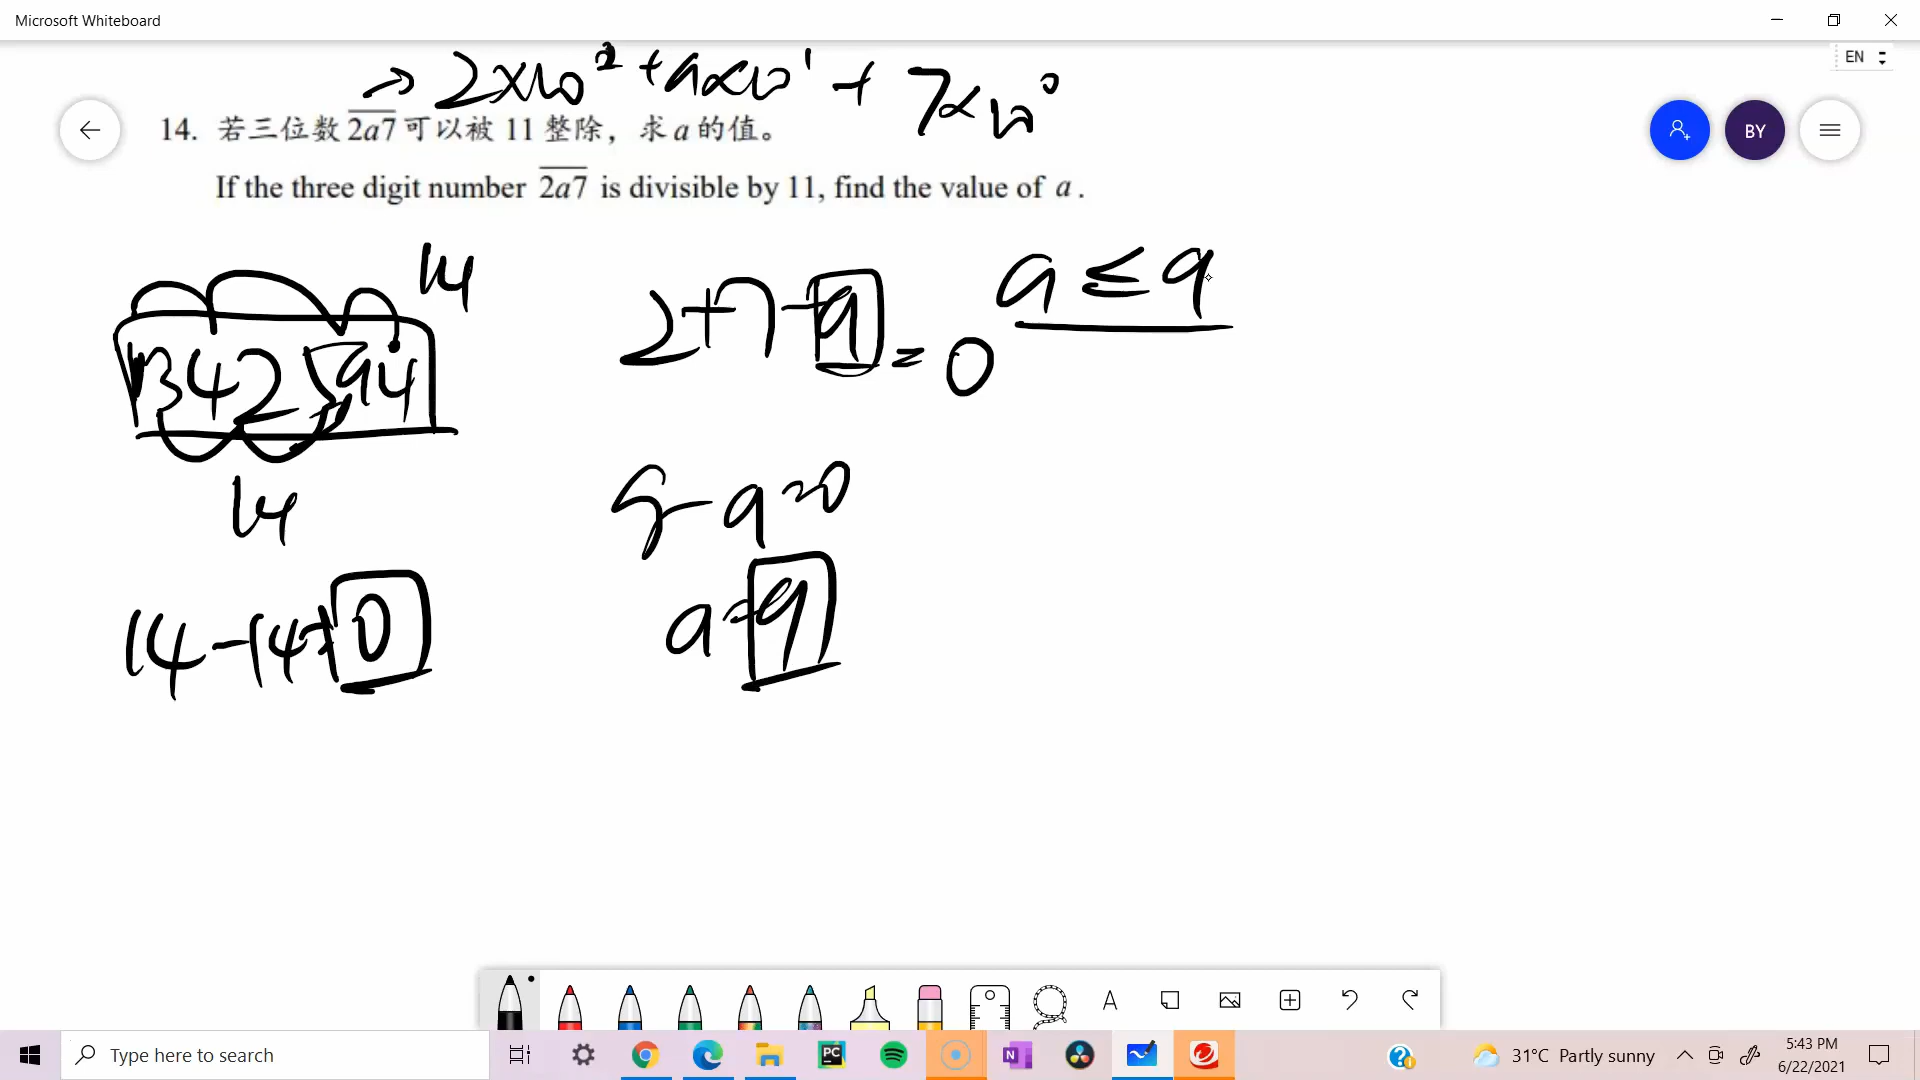 Microsoft Whiteboard
EN
→ 2×10² + a×10¹ + 7×10⁰
BY
14. 若三位数 2a7 可以被 11 整除，求 a 的值。
If the three digit number 2a7 is divisible by 11, find the value of a .
14
a ≤ 9
2+7-a = 0
1342594
9-a=0
14
a=9
14-14=0
A
Type here to search
PC
N
31°C Partly sunny
5:43 PM
6/22/2021